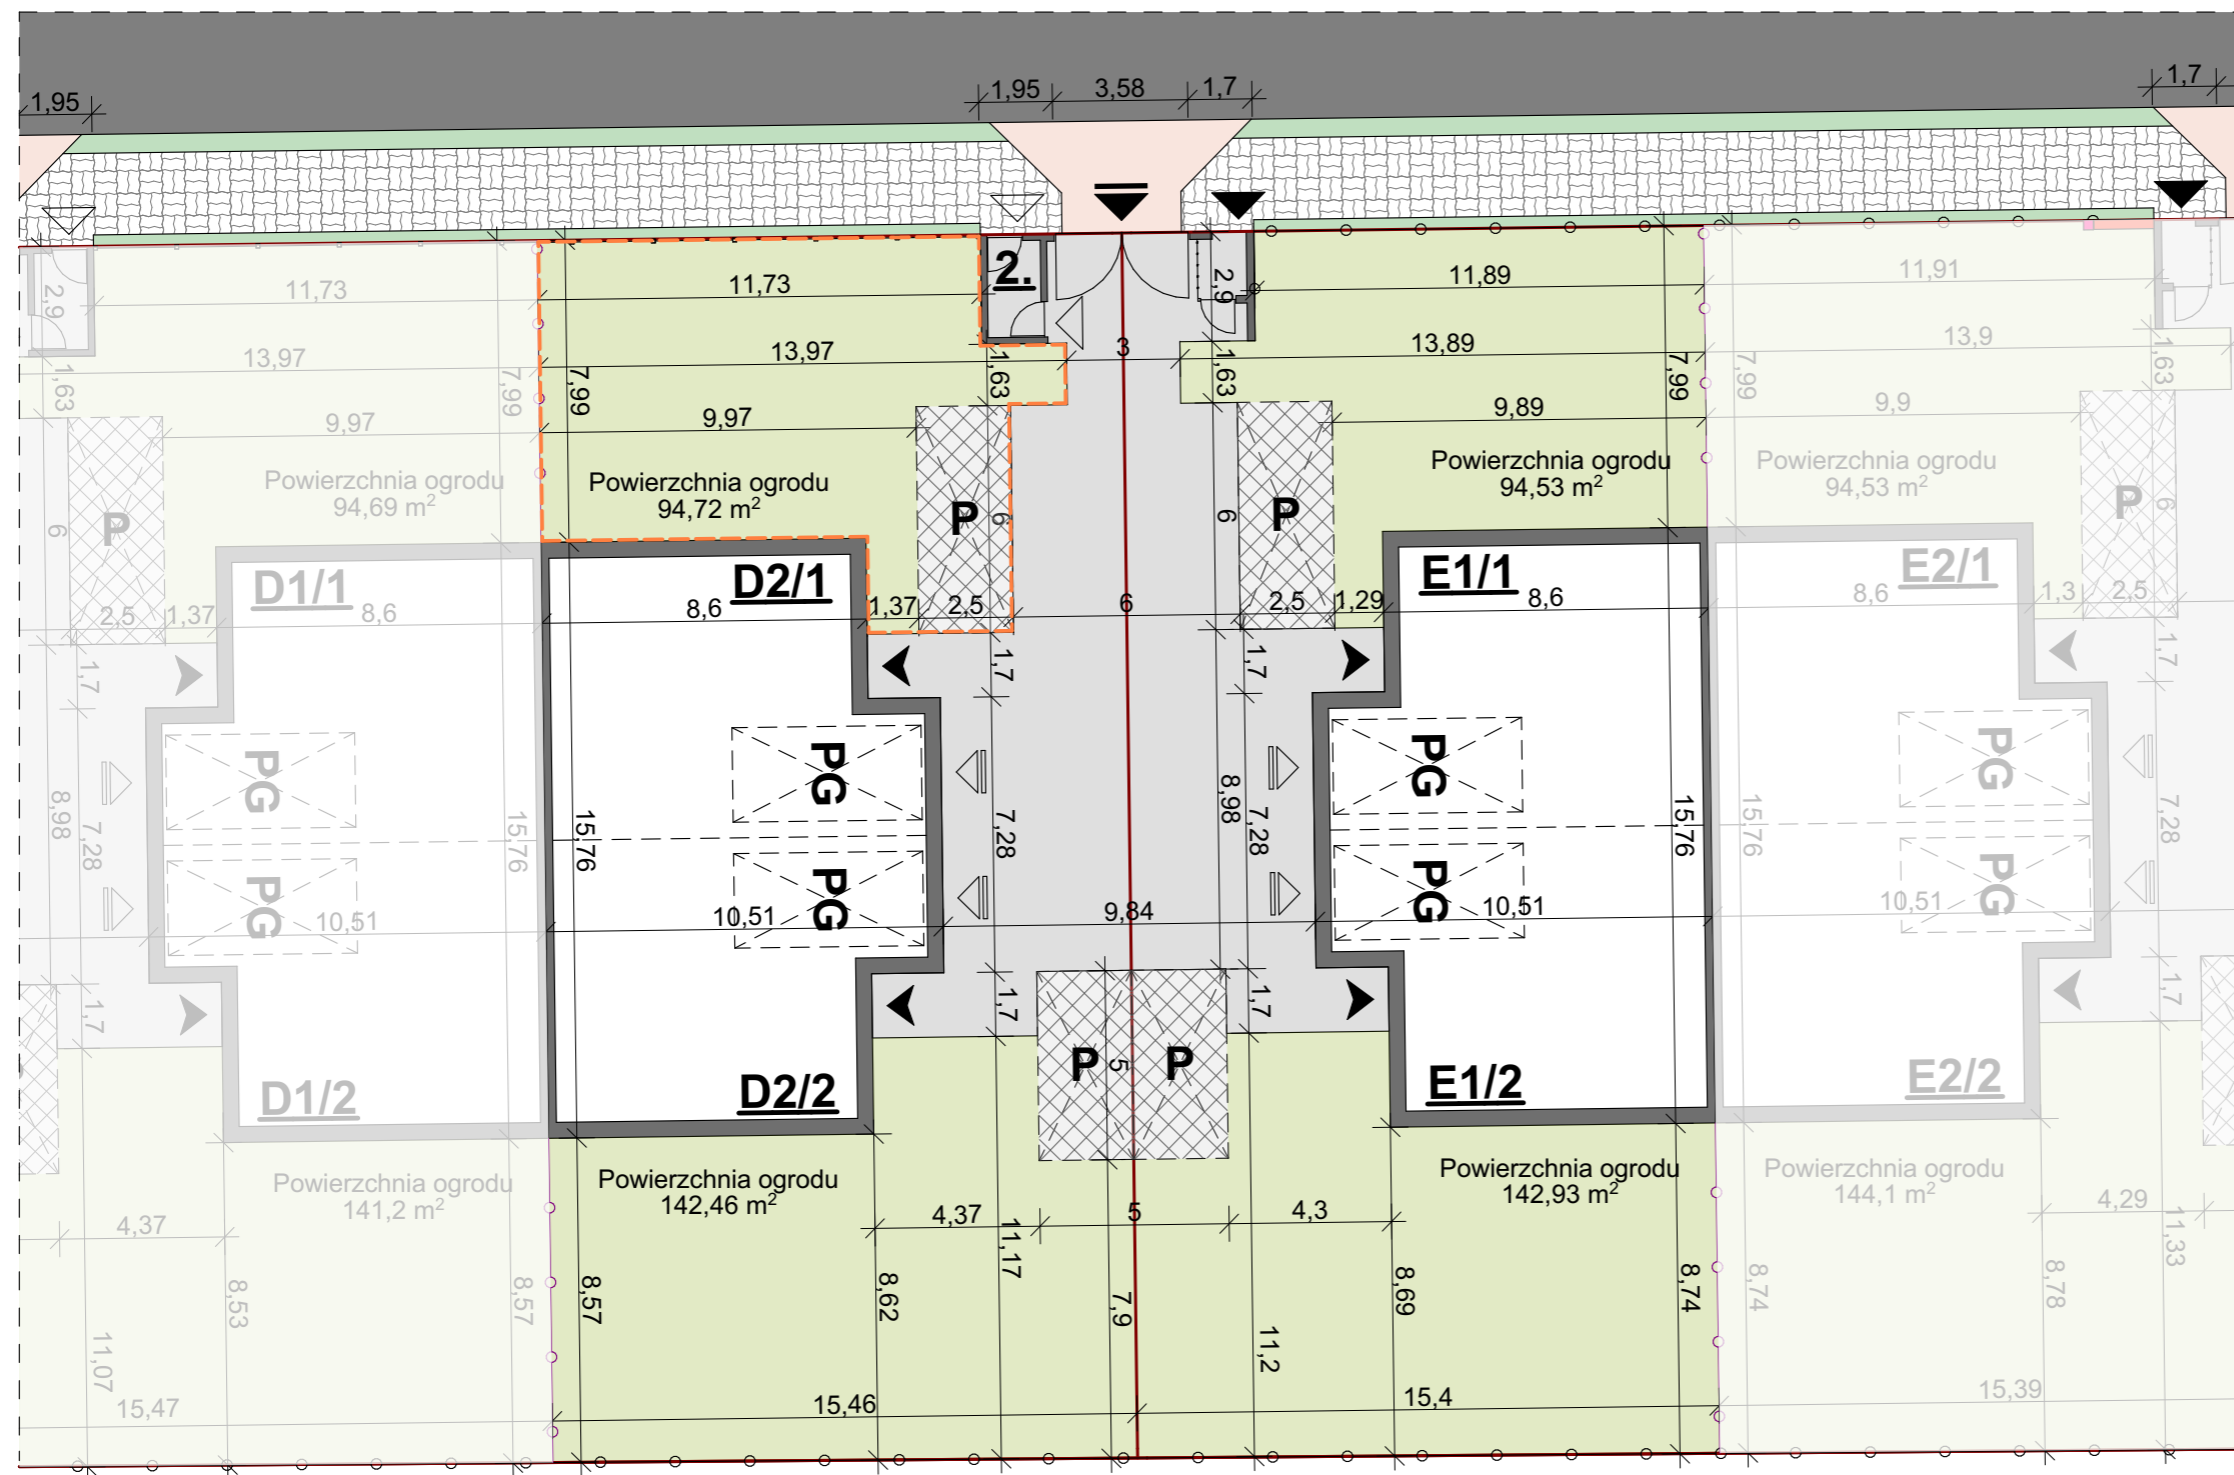 1,95
1,95
3,58
1,7
1,7
2,9
11,73
11,73
2.
2,9
11,89
11,91
13,97
13,97
3
13,89
13,9
1,63
7,99
7,99
1,63
1,63
7,99
7,99
1,63
9,97
9,97
9,89
9,9
Powierzchnia ogrodu
94,69 m²
Powierzchnia ogrodu
94,72 m²
Powierzchnia ogrodu
94,53 m²
Powierzchnia ogrodu
94,53 m²
6
P
P
6
6
P
P
6
D1/1
D2/1
E1/1
E2/1
2,5
1,37
8,6
8,6
1,37
2,5
6
2,5
1,29
8,6
8,6
1,3
2,5
1,7
1,7
1,7
1,7
PG
PG
PG
PG
8,98
7,28
15,76
15,76
7,28
8,98
7,28
15,76
15,76
7,28
PG
PG
PG
PG
10,51
10,51
9,84
10,51
10,51
1,7
1,7
1,7
1,7
P
5
P
D1/2
D2/2
E1/2
E2/2
Powierzchnia ogrodu
141,2 m²
Powierzchnia ogrodu
142,46 m²
Powierzchnia ogrodu
142,93 m²
Powierzchnia ogrodu
144,1 m²
4,37
4,37
5
4,3
4,29
11,07
8,53
8,57
8,57
8,62
11,17
7,9
11,2
8,69
8,74
8,74
8,78
11,33
15,47
15,46
15,4
15,39